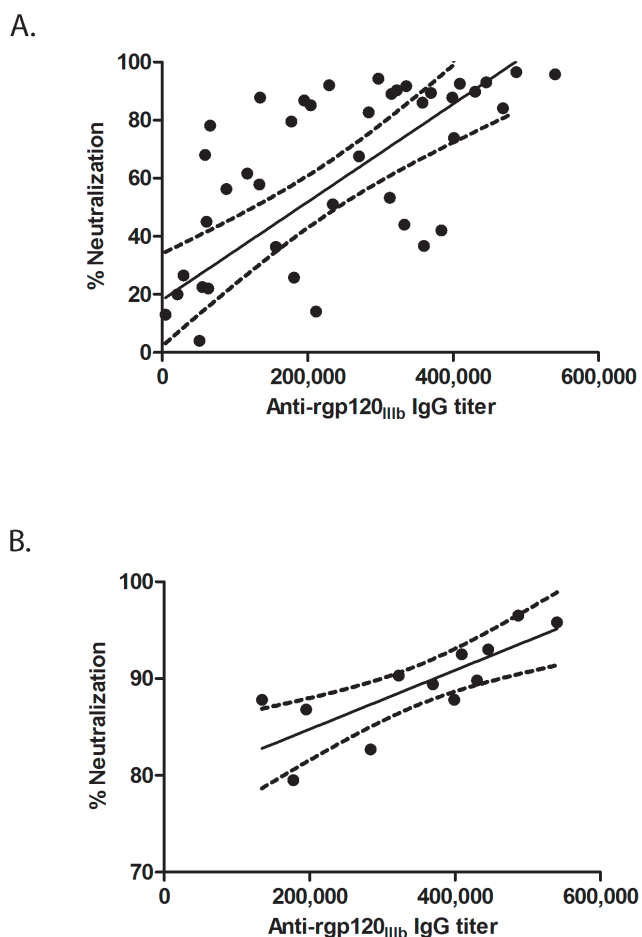 A.
100
80
60
40
20
0
% Neutralization
0 200,000 400,000 600,000
Anti-rgp120IIIb IgG titer
B.
100
90
80
70
% Neutralization
0 200,000 400,000 600,000
Anti-rgp120IIIb IgG titer